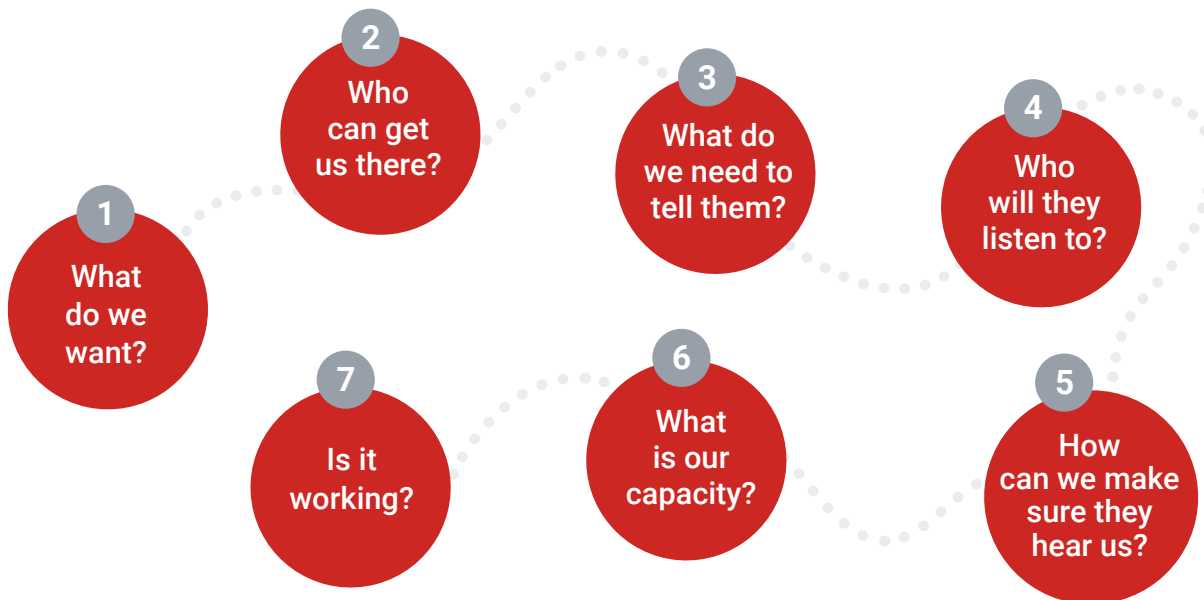 1
What
do we
want?
2
Who
can get
us there?
3
What do
we need to
tell them?
4
Who
will they
listen to?
5
How
can we make
sure they
hear us?
6
What
is our
capacity?
7
Is it
working?